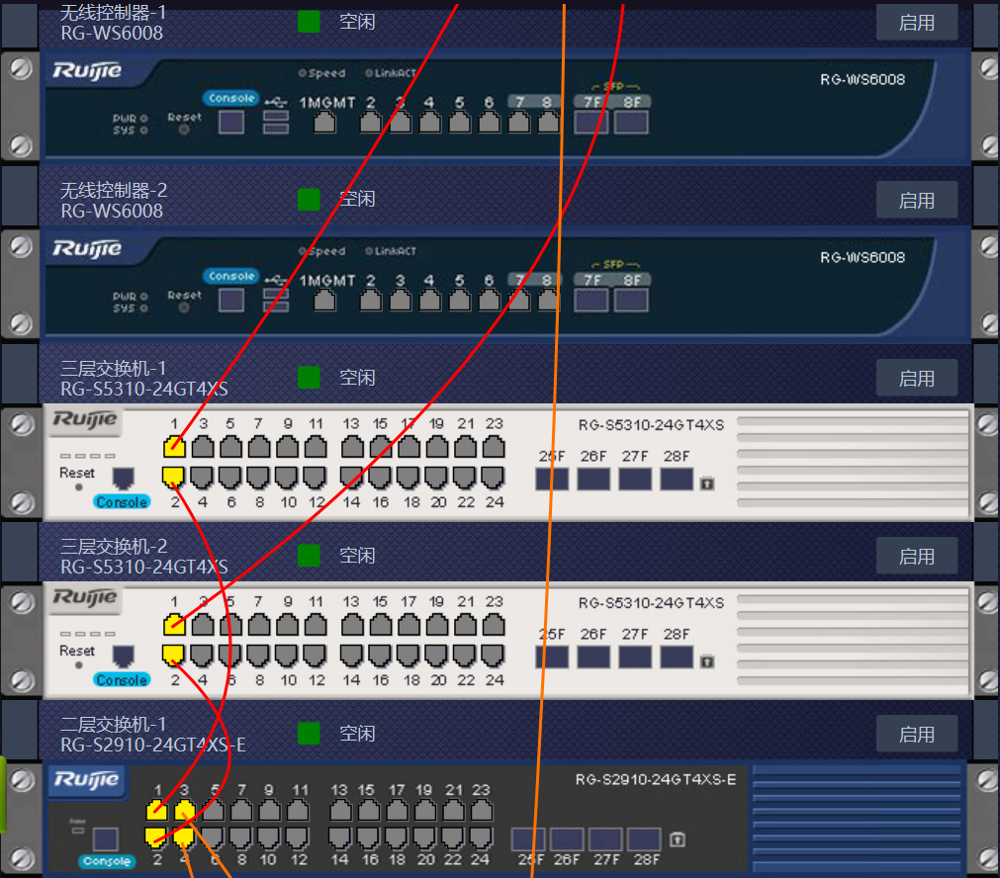 无线控制器-1
RG-WS6008
空闲
启用
Ruijie
Speed LinkACT
RG-WS6008
SFP
Console
1MGMT 2 3 4 5 6 7 8 7F 8F
PWR
SYS
Reset
无线控制器-2
RG-WS6008
空闲
启用
Ruijie
Speed LinkACT
RG-WS6008
SFP
Console
1MGMT 2 3 4 5 6 7 8 7F 8F
PWR
SYS
Reset
三层交换机-1
RG-S5310-24GT4XS
空闲
启用
Ruijie
1 3 5 7 9 11 13 15 17 19 21 23
RG-S5310-24GT4XS
25F 26F 27F 28F
Reset
Console
2 4 6 8 10 12 14 16 18 20 22 24
三层交换机-2
RG-S5310-24GT4XS
空闲
启用
Ruijie
1 3 5 7 9 11 13 15 17 19 21 23
RG-S5310-24GT4XS
25F 26F 27F 28F
Reset
Console
2 4 6 8 10 12 14 16 18 20 22 24
二层交换机-1
RG-S2910-24GT4XS-E
空闲
启用
Ruijie
RG-S2910-24GT4XS-E
1 3 5 7 9 11 13 15 17 19 21 23
Console
2 4 6 8 10 12 14 16 18 20 22 24 25F 26F 27F 28F